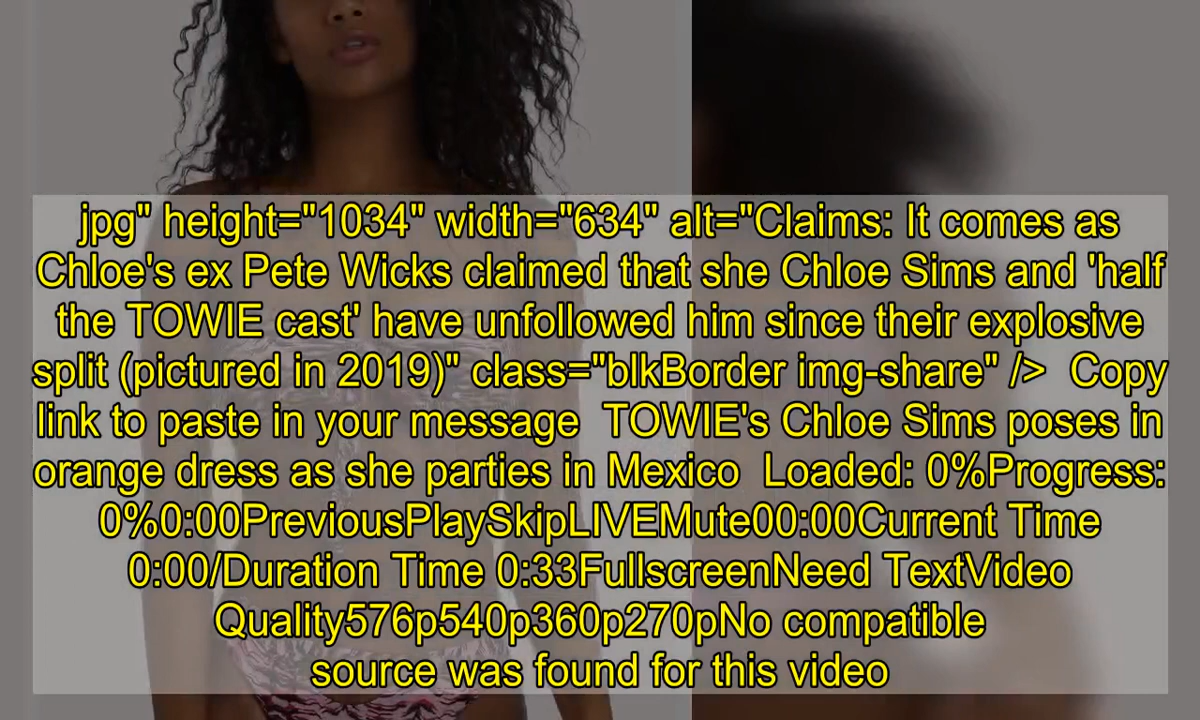 jpg" height="1034" width="634" alt="Claims: It comes as
Chloe's ex Pete Wicks claimed that she Chloe Sims and 'half
the TOWIE cast' have unfollowed him since their explosive
split (pictured in 2019)" class="blkBorder img-share" />  Copy
link to paste in your message  TOWIE's Chloe Sims poses in
orange dress as she parties in Mexico  Loaded: 0%Progress:
0%0:00PreviousPlaySkipLIVEMute00:00Current Time
0:00/Duration Time 0:33FullscreenNeed TextVideo
Quality576p540p360p270pNo compatible
source was found for this video